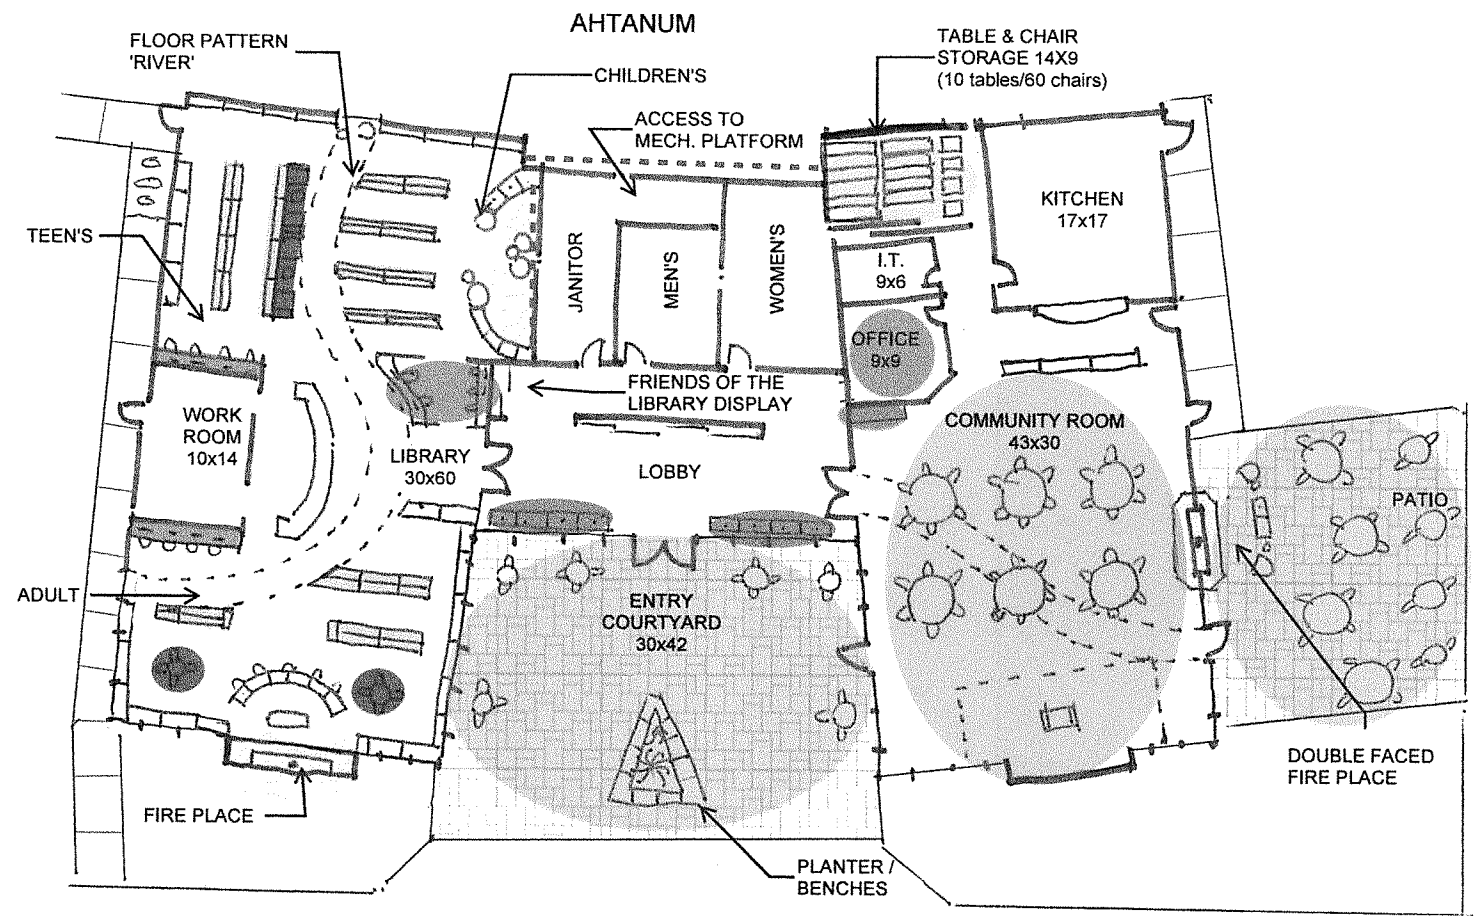 AHTANUM
FLOOR PATTERN
'RIVER'
CHILDREN'S
TABLE & CHAIR
STORAGE 14X9
(10 tables/60 chairs)
ACCESS TO
MECH. PLATFORM
KITCHEN
17x17
TEEN'S
JANITOR
MEN'S
WOMEN'S
I.T.
9x6
OFFICE
9x9
FRIENDS OF THE
LIBRARY DISPLAY
WORK
ROOM
10x14
LIBRARY
30x60
LOBBY
COMMUNITY ROOM
43x30
PATIO
ADULT
ENTRY
COURTYARD
30x42
DOUBLE FACED
FIRE PLACE
FIRE PLACE
PLANTER /
BENCHES